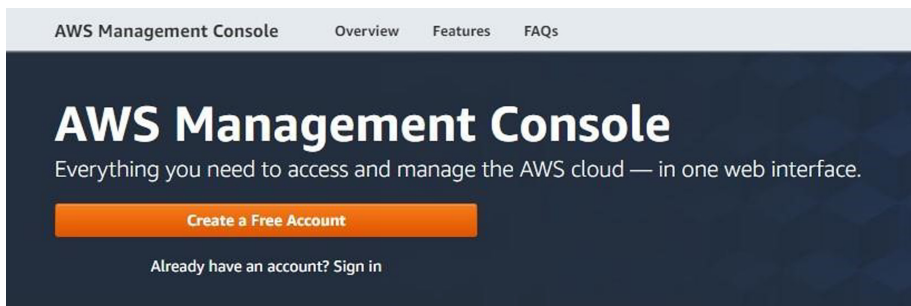 AWS Management Console Overview Features FAQs
AWS Management Console
Everything you need to access and manage the AWS cloud — in one web interface.
Create a Free Account
Already have an account? Sign in